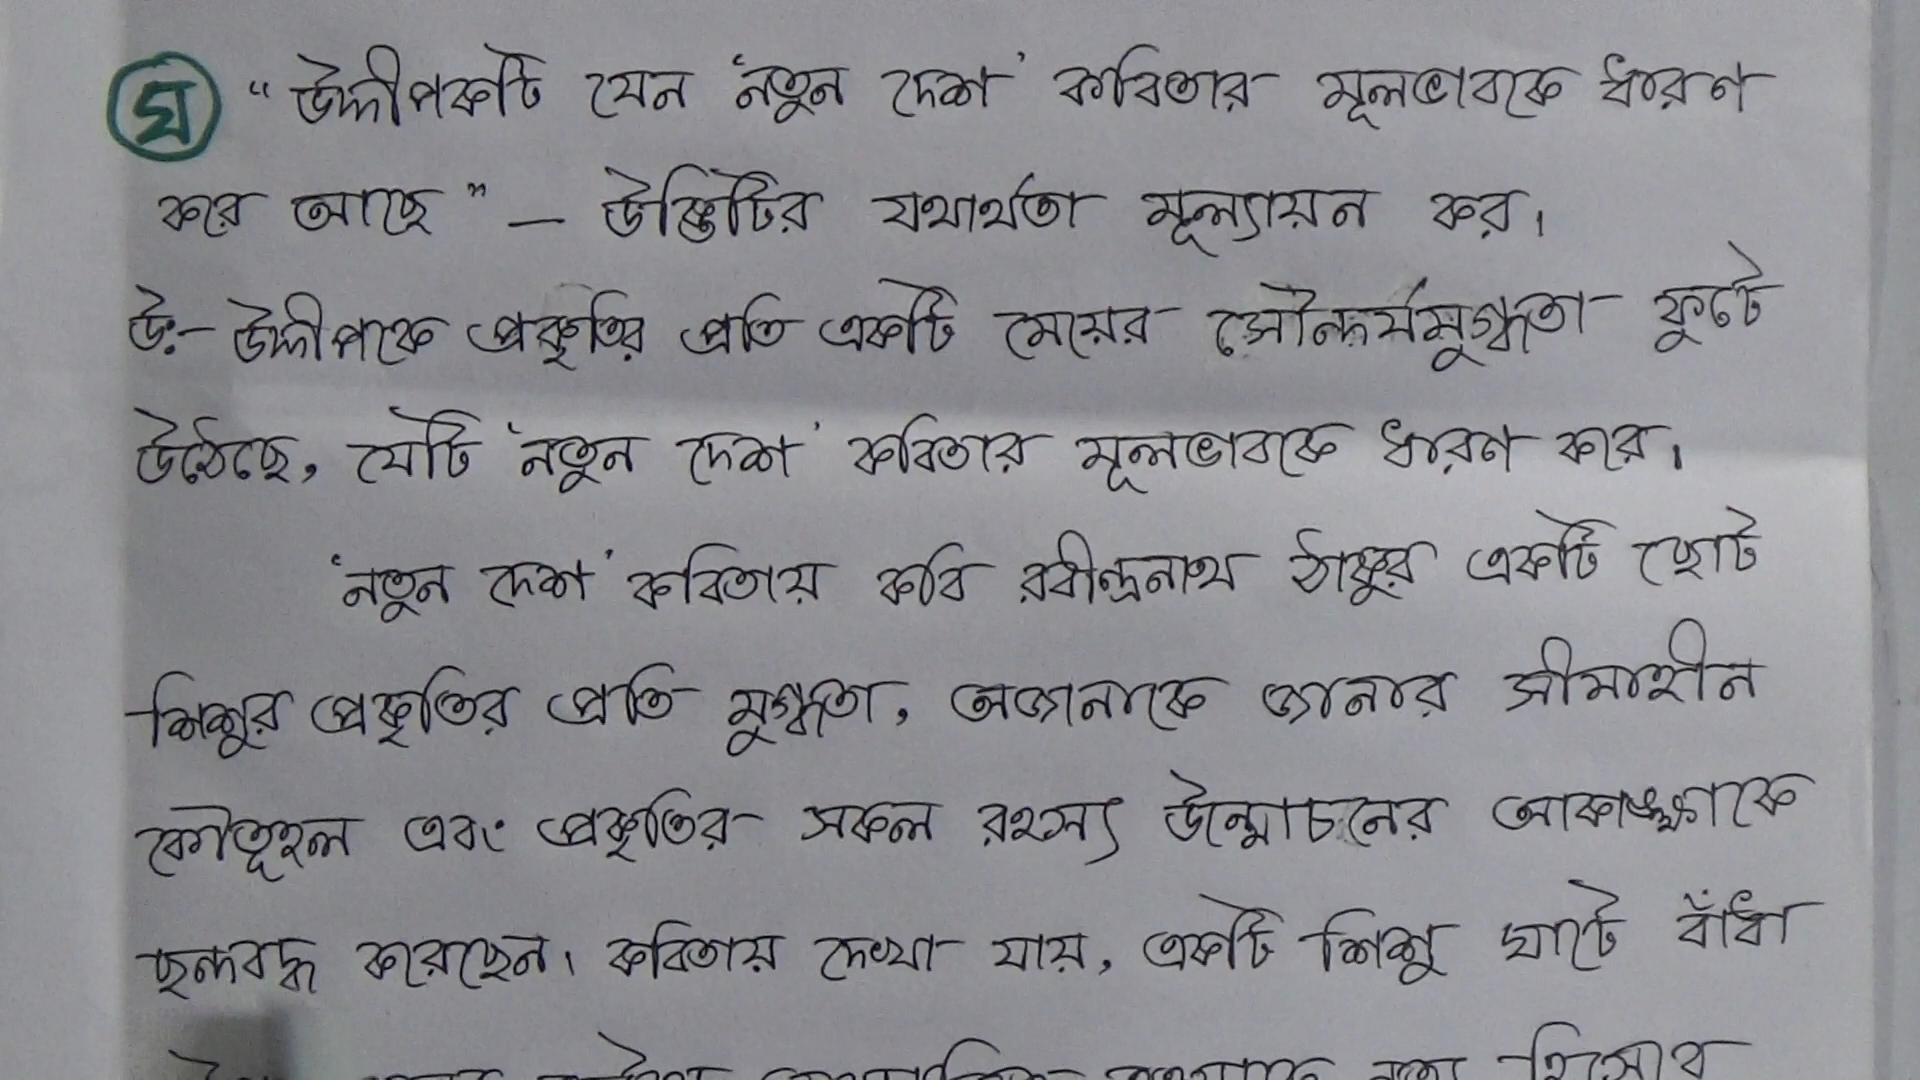 ঘ "উদ্দীপকটি যেন 'নতুন দেশ' কবিতার মূলভাবকে ধারণ
করে আছে" – উক্তিটির যথার্থতা মূল্যায়ন কর।
উ:- উদ্দীপকে প্রকৃতির প্রতি একটি মেয়ের সৌন্দর্যমুগ্ধতা ফুটে
উঠেছে, যেটি 'নতুন দেশ' কবিতার মূলভাবকে ধারণ করে।
'নতুন দেশ' কবিতায় কবি রবীন্দ্রনাথ ঠাকুর একটি ছোট
শিশুর প্রকৃতির প্রতি মুগ্ধতা, অজানাকে জানার সীমাহীন
কৌতূহল এবং প্রকৃতির সকল রহস্য উন্মোচনের আকাঙ্ক্ষাকে
ছন্দবদ্ধ করেছেন। কবিতায় দেখা যায়, একটি শিশু ঘাটে বাঁধা